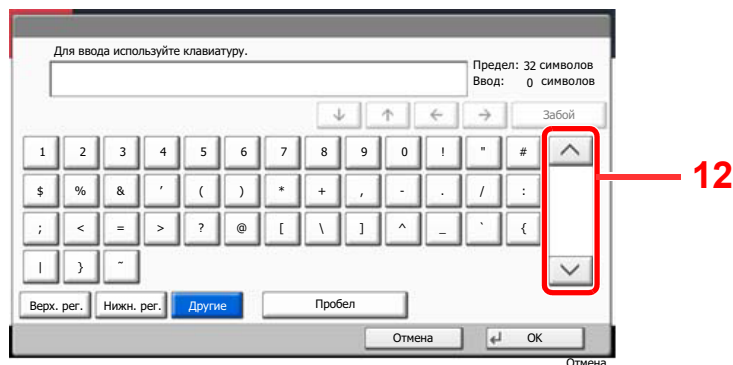 Для ввода используйте клавиатуру.
Предел: 32 символов
Ввод: 0 символов
↓ ↑ ← → Забой
1 2 3 4 5 6 7 8 9 0 ! " #
$ % & ' ( ) * + , - . / :
; < = > ? @ [ \ ] ^ _ ` {
| } ~
12
Верх. рег. Нижн. рег. Другие Пробел
Отмена ↵ OK
Отмена